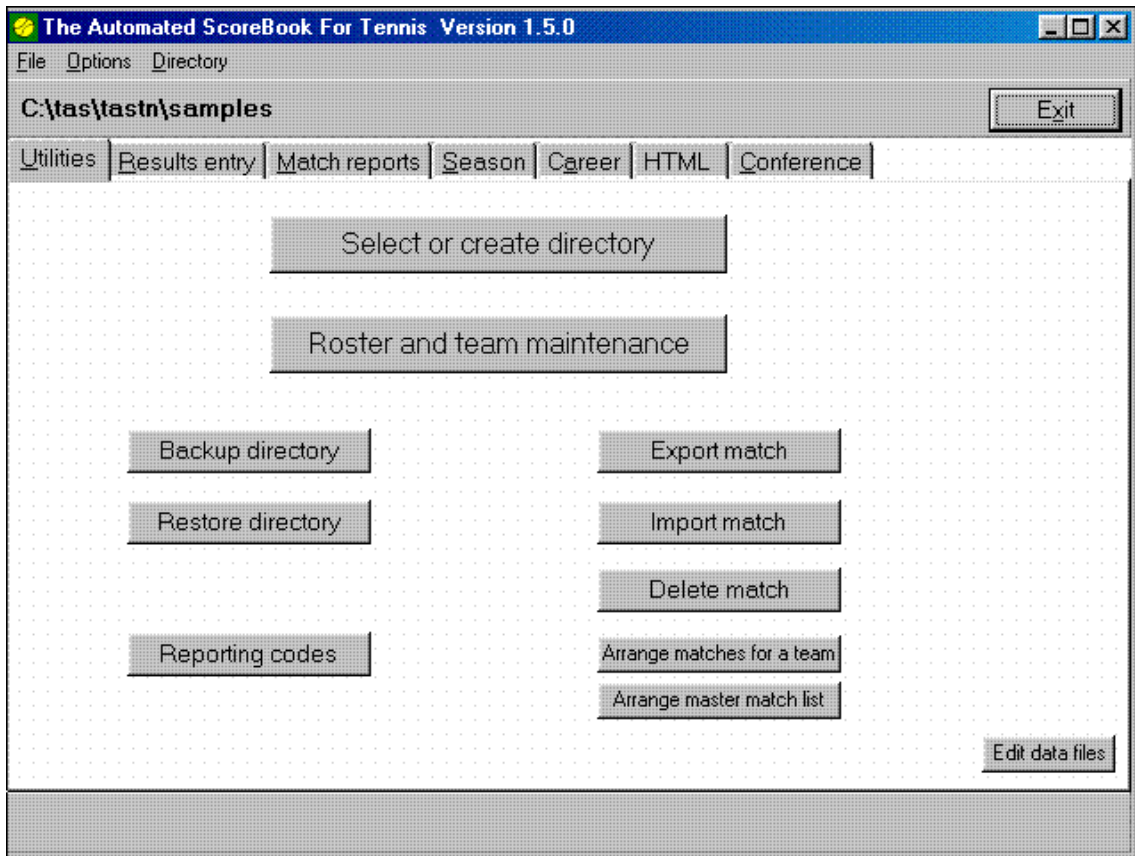 The Automated ScoreBook For Tennis Version 1.5.0
File Options Directory
C:\tas\tastn\samples
Exit
Utilities Results entry Match reports Season Career HTML Conference
Select or create directory
Roster and team maintenance
Backup directory Export match
Restore directory Import match
Delete match
Reporting codes Arrange matches for a team
Arrange master match list
Edit data files